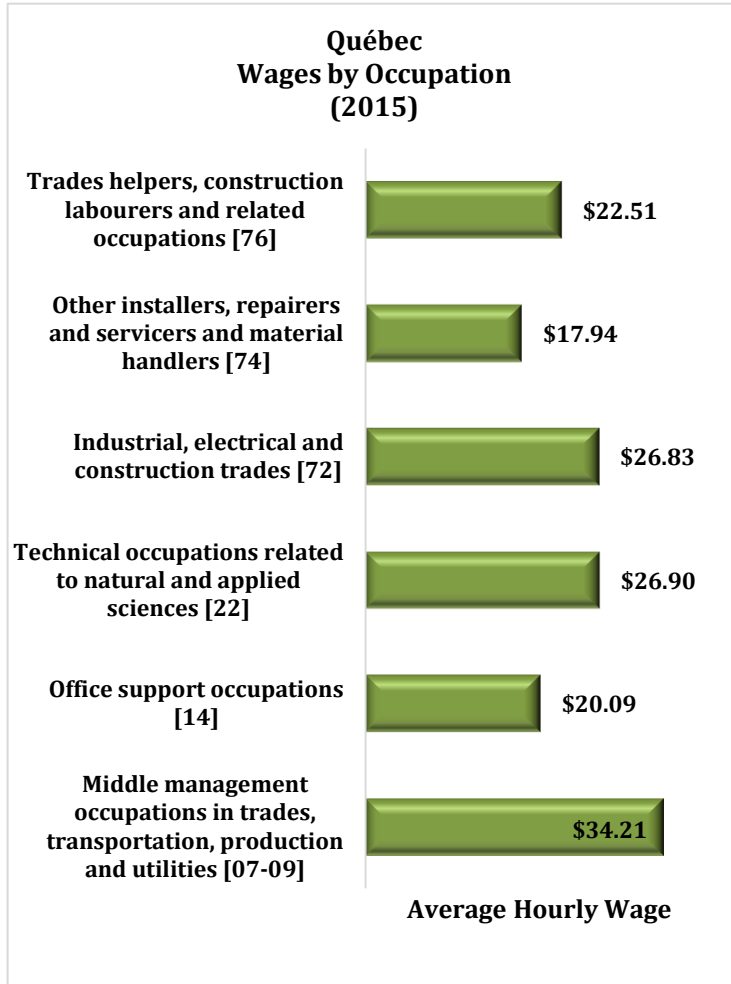 Québec
Wages by Occupation
(2015)
Trades helpers, construction
labourers and related
occupations [76]
$22.51
Other installers, repairers
and servicers and material
handlers [74]
$17.94
Industrial, electrical and
construction trades [72]
$26.83
Technical occupations related
to natural and applied
sciences [22]
$26.90
Office support occupations
[14]
$20.09
Middle management
occupations in trades,
transportation, production
and utilities [07-09]
$34.21
Average Hourly Wage